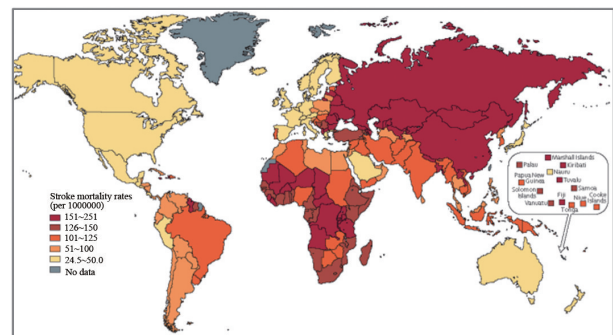 Stroke mortality rates
(per 1000000)
151~251
126~150
101~125
51~100
24.5~50.0
No data
Marshall Islands
Palau
Kiribati
Nauru
Papua New
Guinea
Tuvalu
Solomon
Islands
Samoa
Fiji
Cook
Niue
Islands
Vanuatu
Tonga